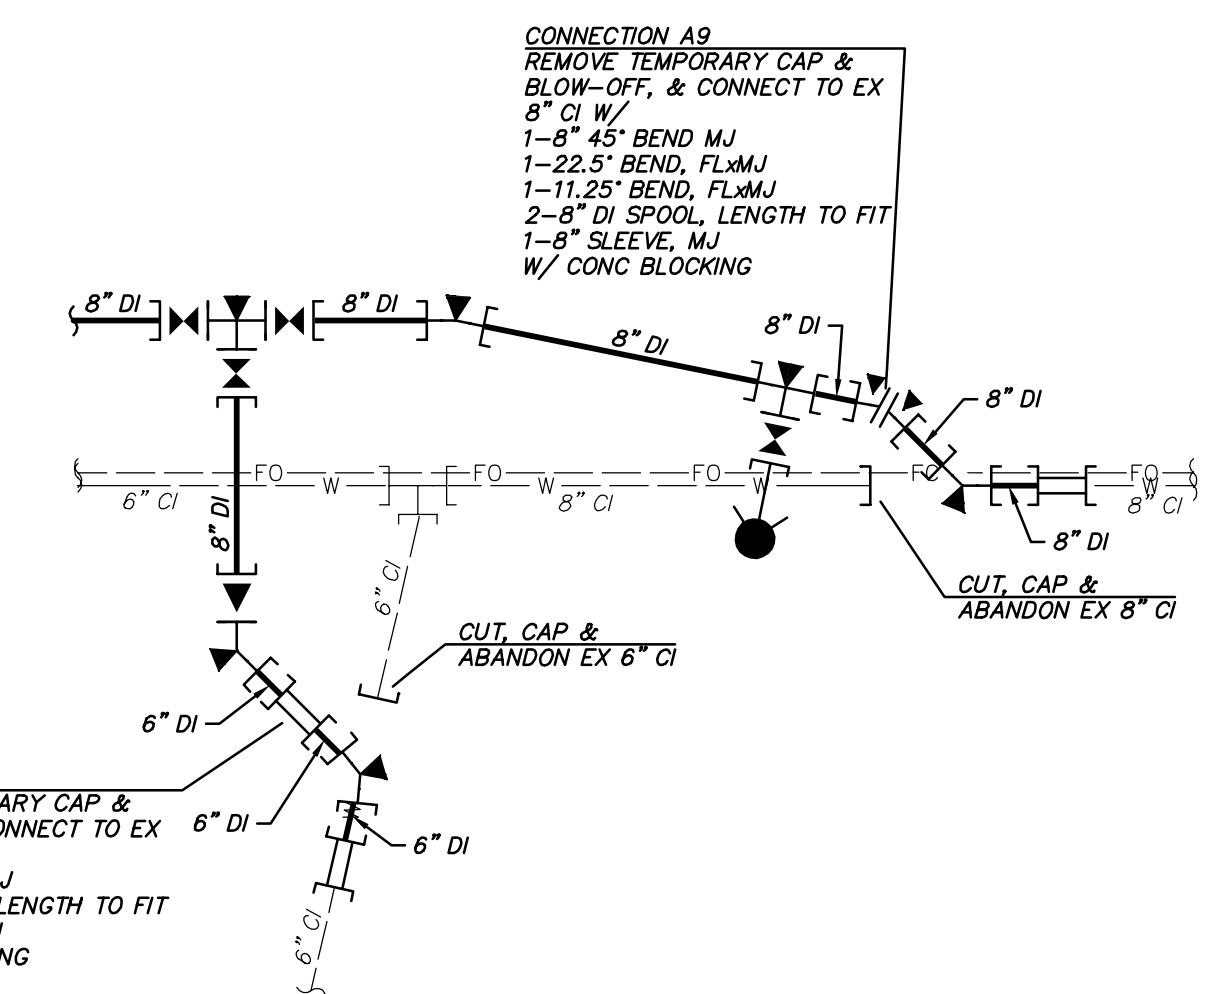 CONNECTION A9
REMOVE TEMPORARY CAP &
BLOW-OFF, & CONNECT TO EX
8" CI W/
1-8" 45° BEND MJ
1-22.5° BEND, FLxMJ
1-11.25° BEND, FLxMJ
2-8" DI SPOOL, LENGTH TO FIT
1-8" SLEEVE, MJ
W/ CONC BLOCKING
8" DI
8" DI
8" DI
8" DI
8" DI
FO
FO
FO
FO
W
W
W
W
6" CI
8" CI
8" CI
8" DI
8" DI
6" CI
CUT, CAP &
ABANDON EX 8" CI
CUT, CAP &
ABANDON EX 6" CI
6" DI
ARY CAP &
ONNECT TO EX
6" DI
W
6" DI
J
LENGTH TO FIT
NG
6" CI